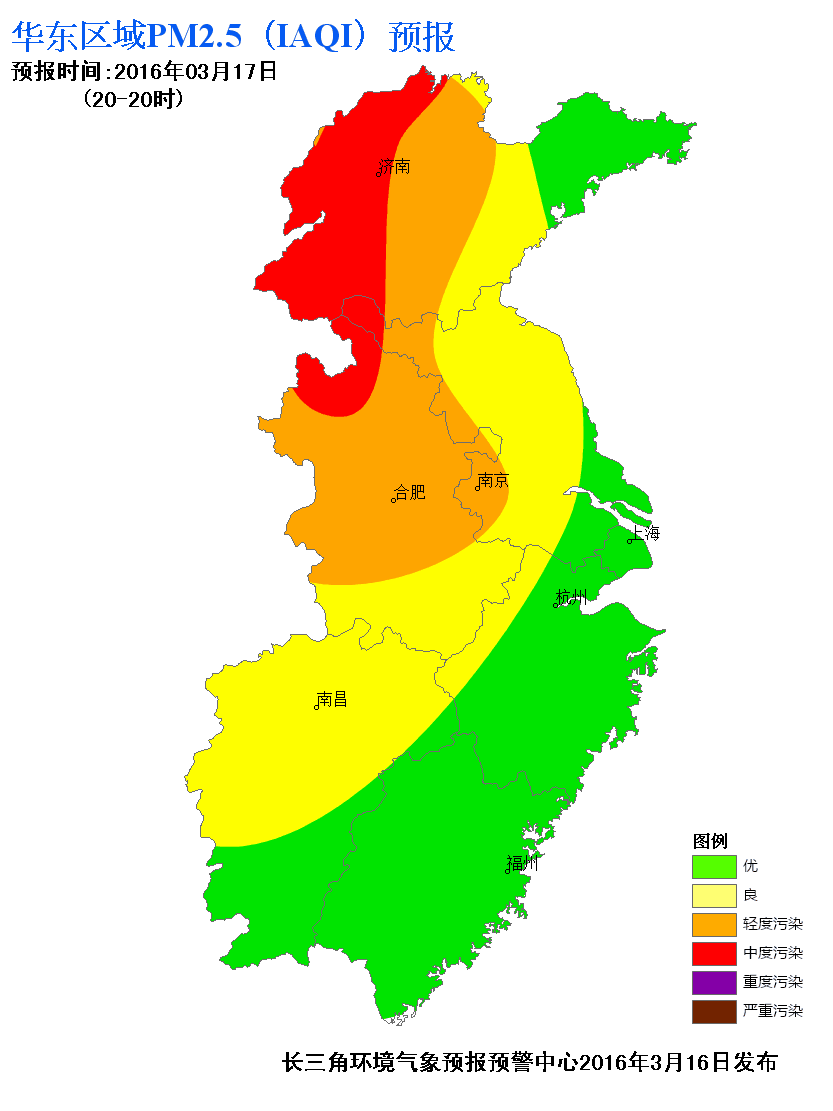 华东区域PM2.5（IAQI）预报
预报时间:2016年03月17日
(20-20时)
济南
合肥
南京
上海
杭州
南昌
福州
图例
优
良
轻度污染
中度污染
重度污染
严重污染
长三角环境气象预报预警中心2016年3月16日发布